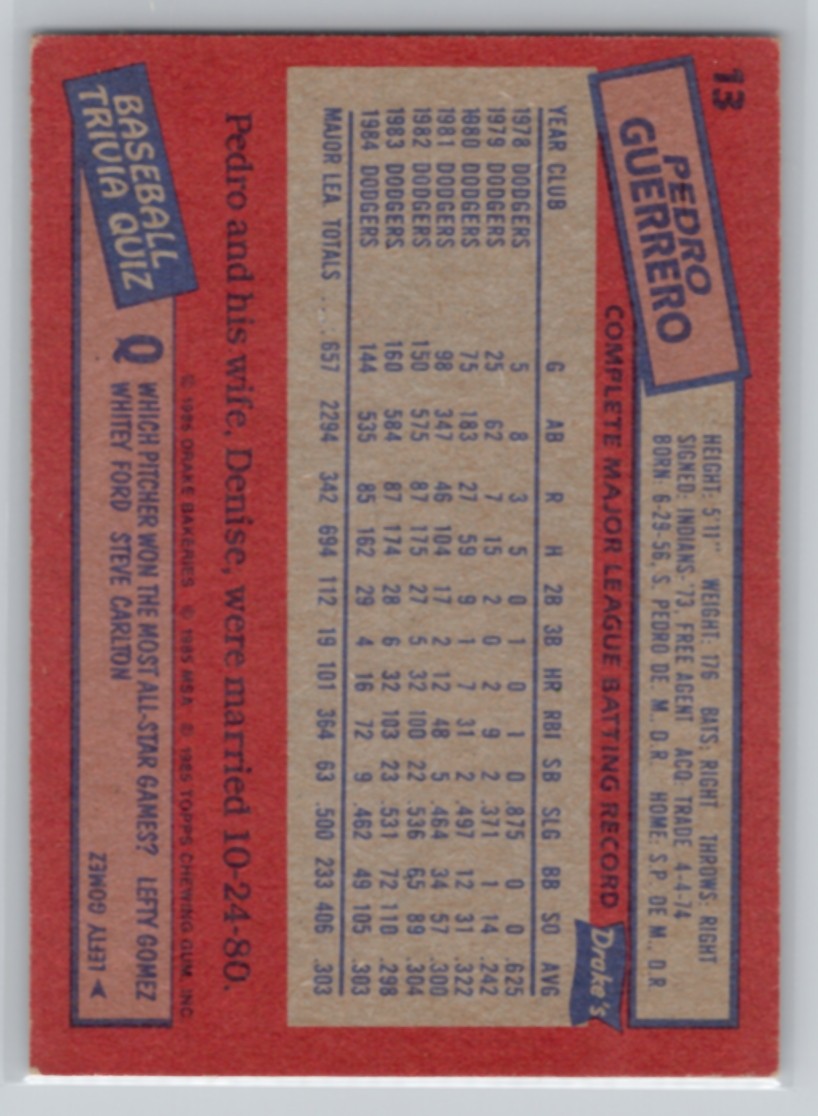 13
PEDRO
GUERRERO
HEIGHT: 5'11" WEIGHT: 176 BATS: RIGHT THROWS: RIGHT
SIGNED: INDIANS-'73, FREE AGENT ACQ: TRADE 4-4-74
BORN: 6-29-56, S. PEDRO DE. M., D.R HOME: S.P. DE M., D.R
COMPLETE MAJOR LEAGUE BATTING RECORD
Drake's
YEAR CLUB G AB R H 2B 3B HR RBI SB SLG BB SO AVG
1978 DODGERS 5 8 3 5 0 1 0 1 0 .875 0 0 .625
1979 DODGERS 25 62 7 15 2 0 2 9 2 .371 1 14 .242
1980 DODGERS 75 183 27 59 9 1 7 31 2 .497 12 31 .322
1981 DODGERS 98 347 46 104 17 2 12 48 5 .464 34 57 .300
1982 DODGERS 150 575 87 175 27 5 32 100 22 .536 65 89 .304
1983 DODGERS 160 584 87 174 28 6 32 103 23 .531 72 110 .298
1984 DODGERS 144 535 85 162 29 4 16 72 9 .462 49 105 .303
MAJOR LEA. TOTALS .... 657 2294 342 694 112 19 101 364 63 .500 233 406 .303
Pedro and his wife, Denise, were married 10-24-80.
© 1986 DRAKE BAKERIES © 1985 MSA © 1985 TOPPS CHEWING GUM, INC.
BASEBALL
TRIVIA QUIZ
Q WHICH PITCHER WON THE MOST ALL-STAR GAMES? LEFTY GOMEZ
WHITEY FORD STEVE CARLTON
LEFTY GOMEZ